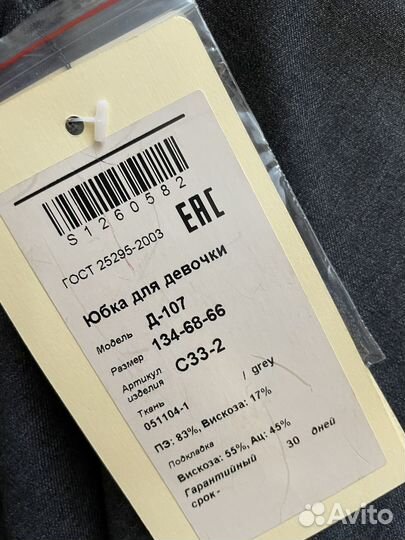 S1260582
ГОСТ 25295-2003
ЕАС
Юбка для девочки
Модель Д-107
Размер 134-68-66
Артикул изделия С33-2
Ткань
051104-1 / grey
ПЭ: 83%, Вискоза: 17%
Подкладка
Вискоза: 55%, Ац: 45%
Гарантийный срок - 30 дней
Avito